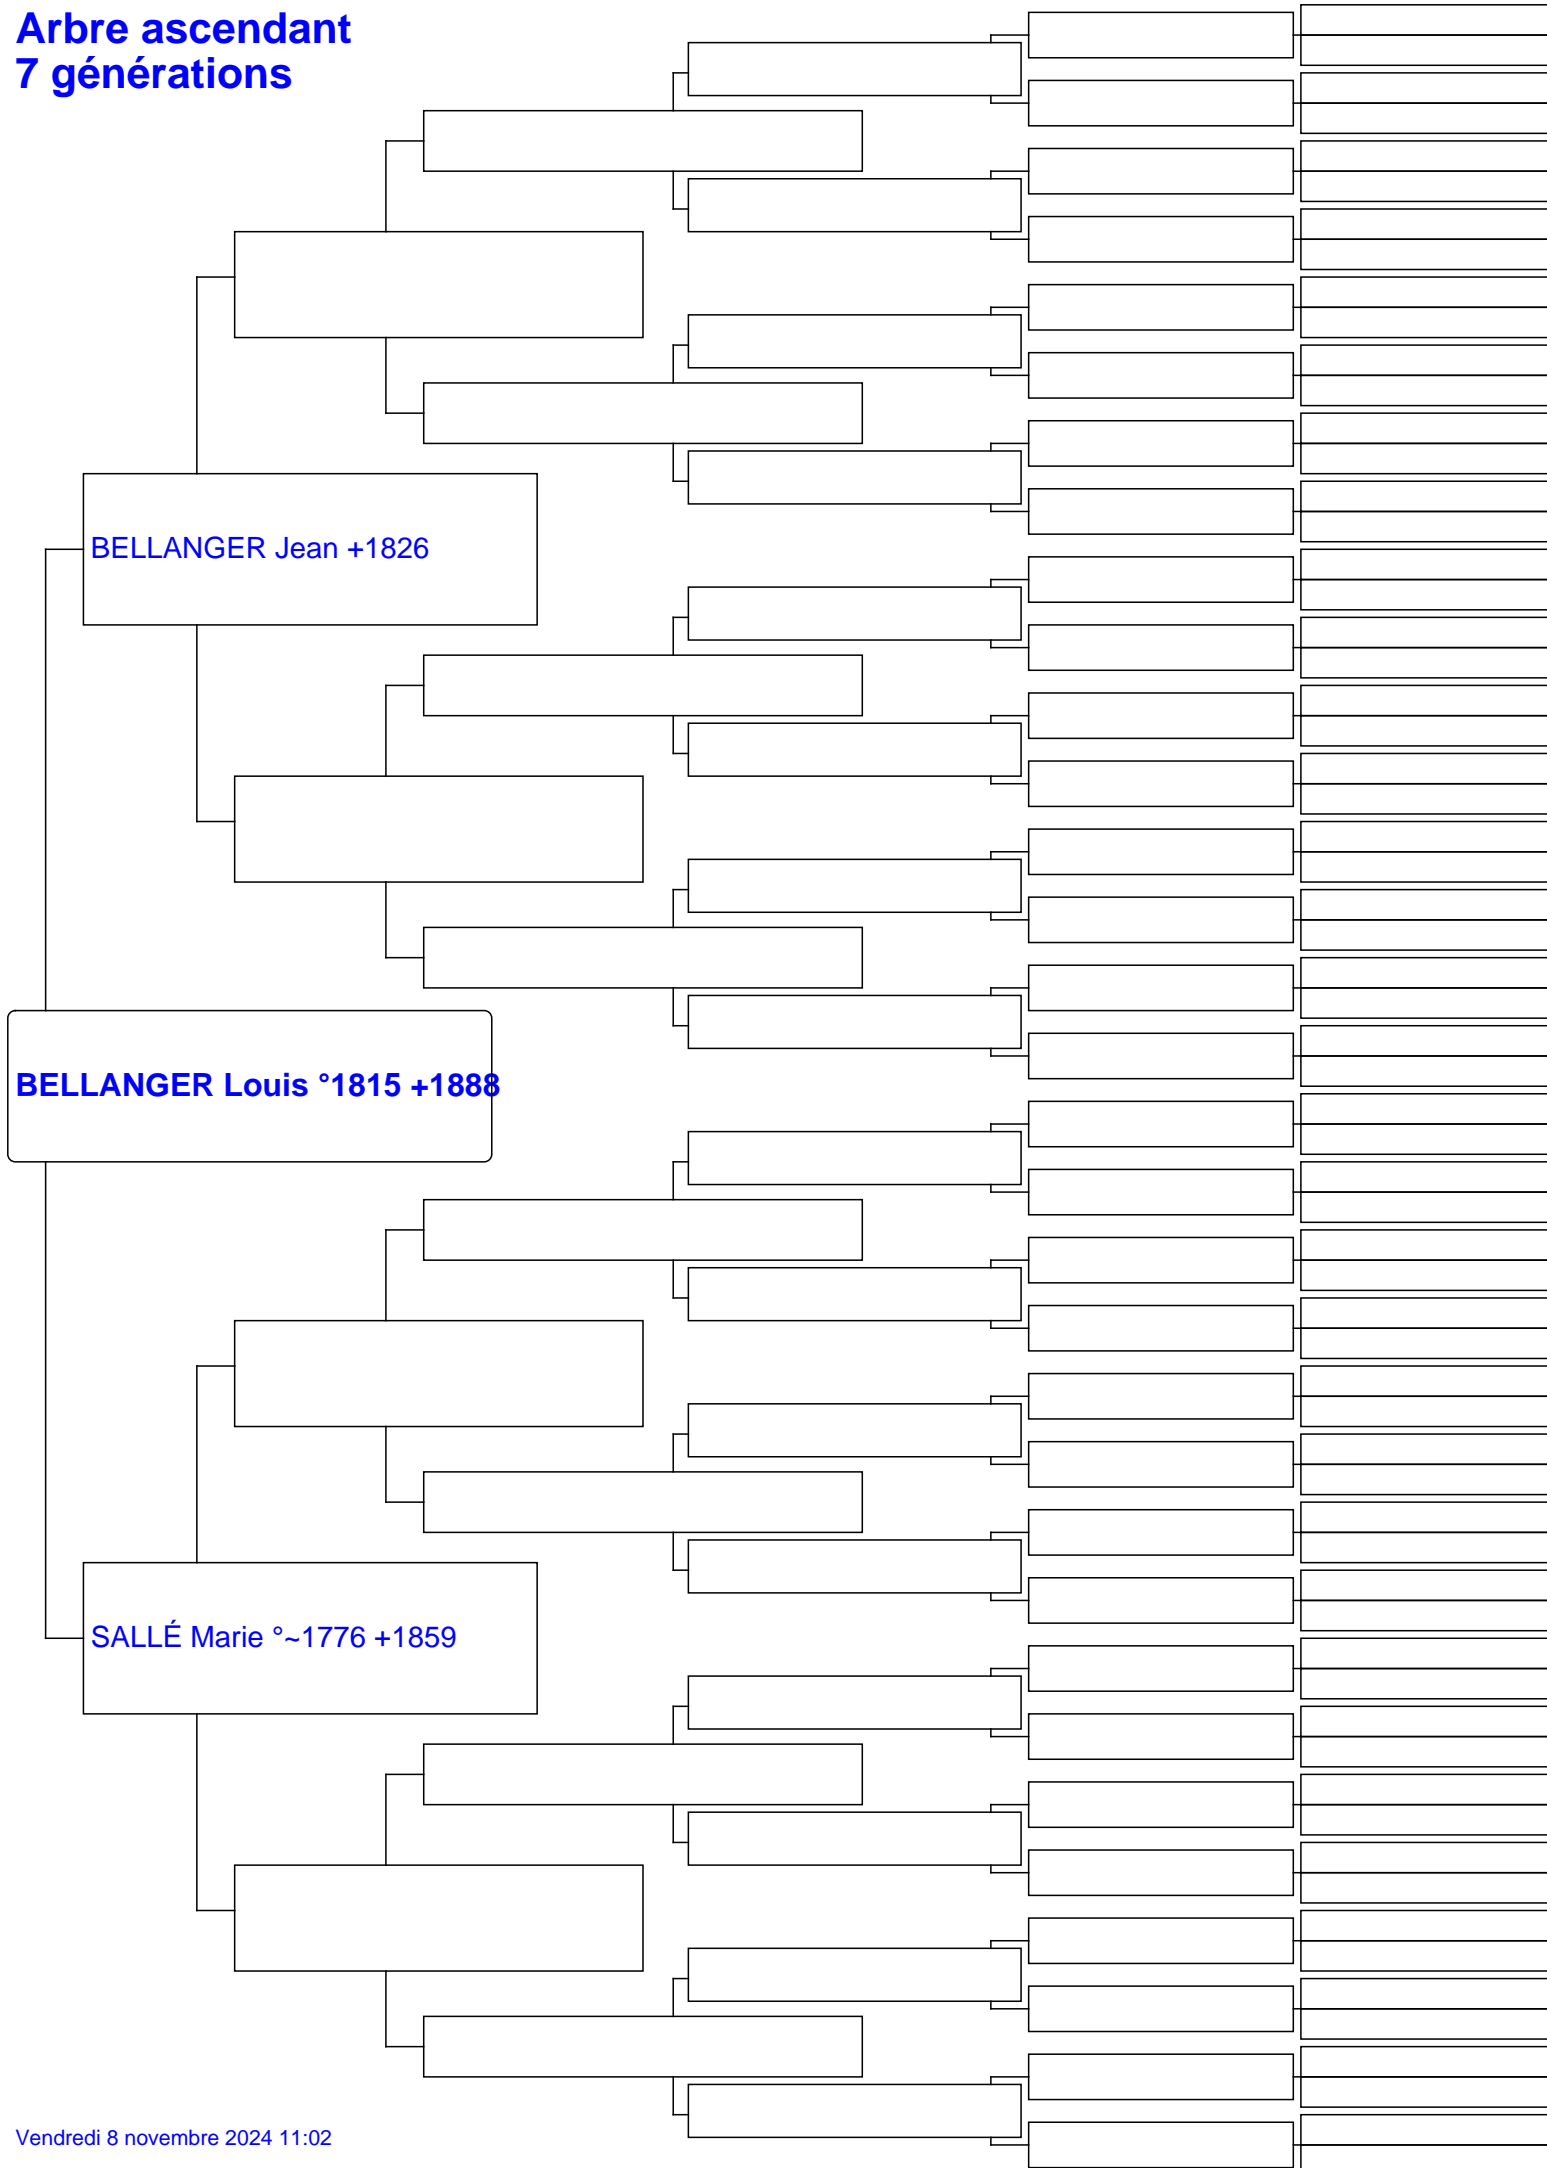 Arbre ascendant
7 générations
BELLANGER Jean +1826
BELLANGER Louis °1815 +1888
SALLÉ Marie °~1776 +1859
Vendredi 8 novembre 2024 11:02